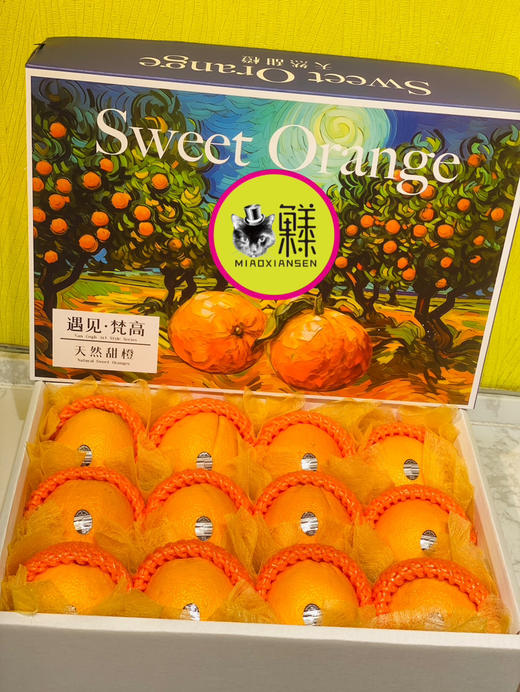 Sweet Orange
天然甜橙
Sweet Orange
MIAOXIANSEN
遇见·梵高
Van Gogh Art Style Series
天然甜橙
Natural Sweet Oranges